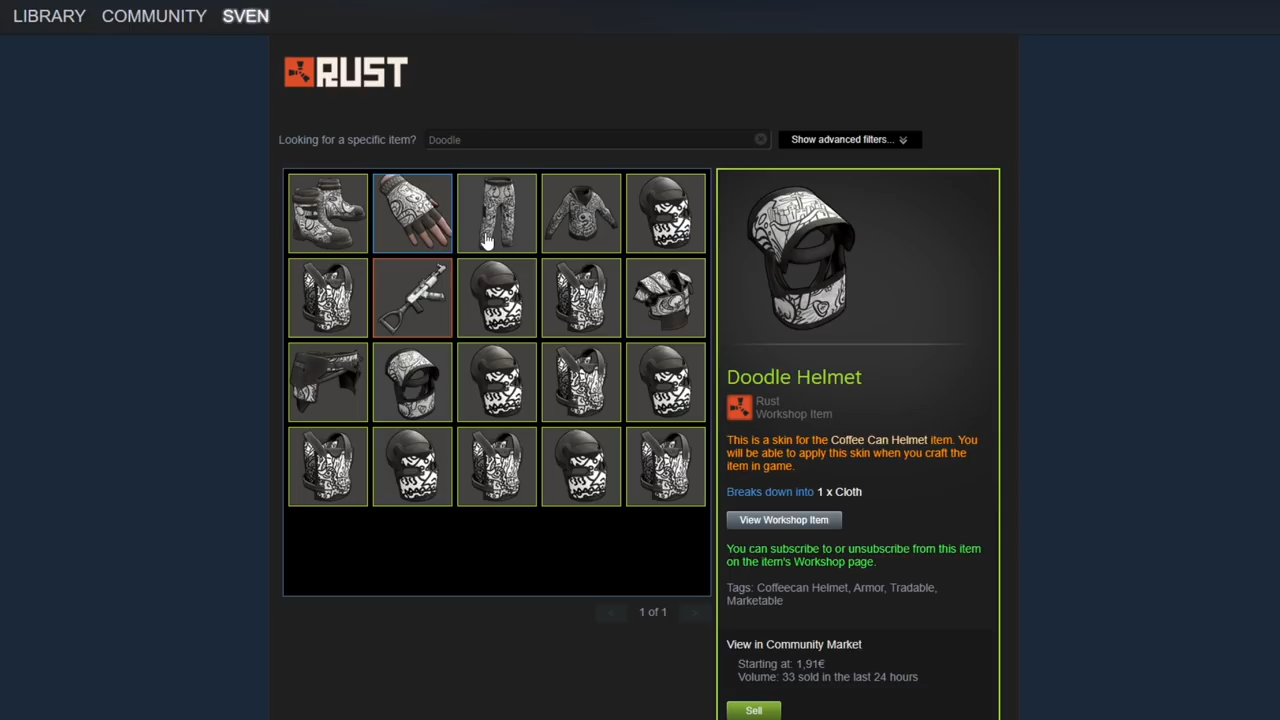 LIBRARY COMMUNITY SVEN
RUST
Looking for a specific item? Doodle Show advanced filters...
Doodle Helmet
Rust
Workshop Item
This is a skin for the Coffee Can Helmet item. You
will be able to apply this skin when you craft the
item in game.
Breaks down into 1 x Cloth
View Workshop Item
You can subscribe to or unsubscribe from this item
on the item's Workshop page.
Tags: Coffeecan Helmet, Armor, Tradable,
Marketable
< 1 of 1 >
View in Community Market
Starting at: 1,91€
Volume: 33 sold in the last 24 hours
Sell